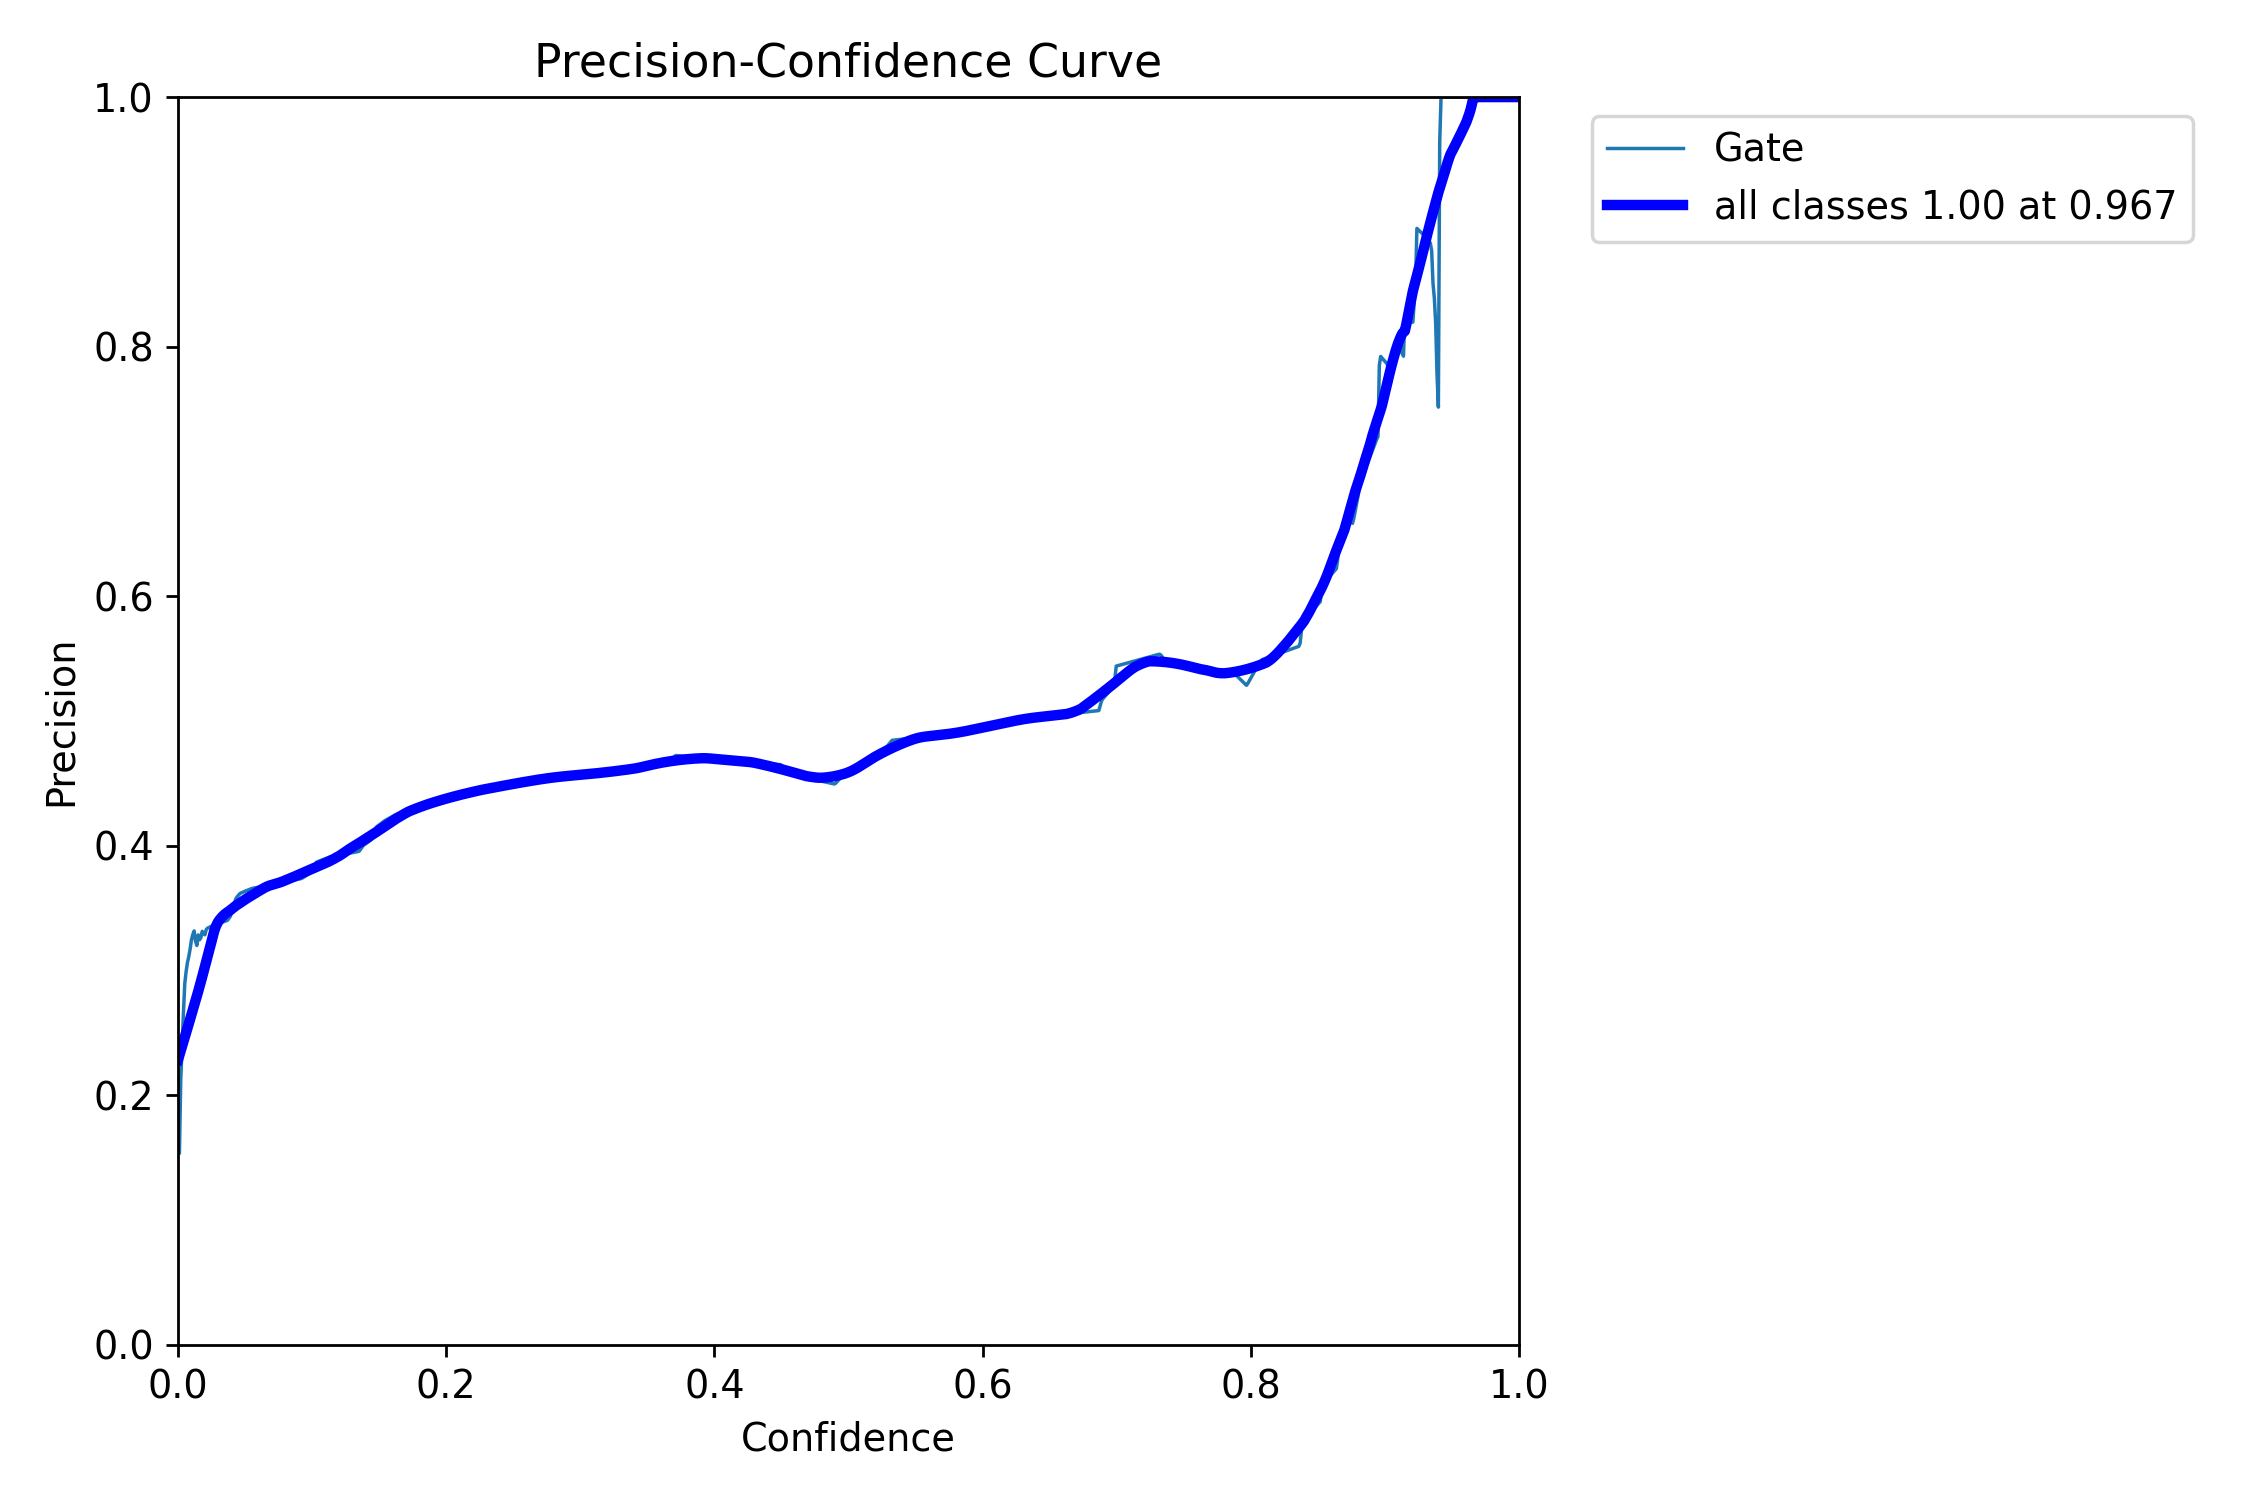 Precision-Confidence Curve
Gate
all classes 1.00 at 0.967
Precision
1.0
0.8
0.6
0.4
0.2
0.0
0.0 0.2 0.4 0.6 0.8 1.0
Confidence